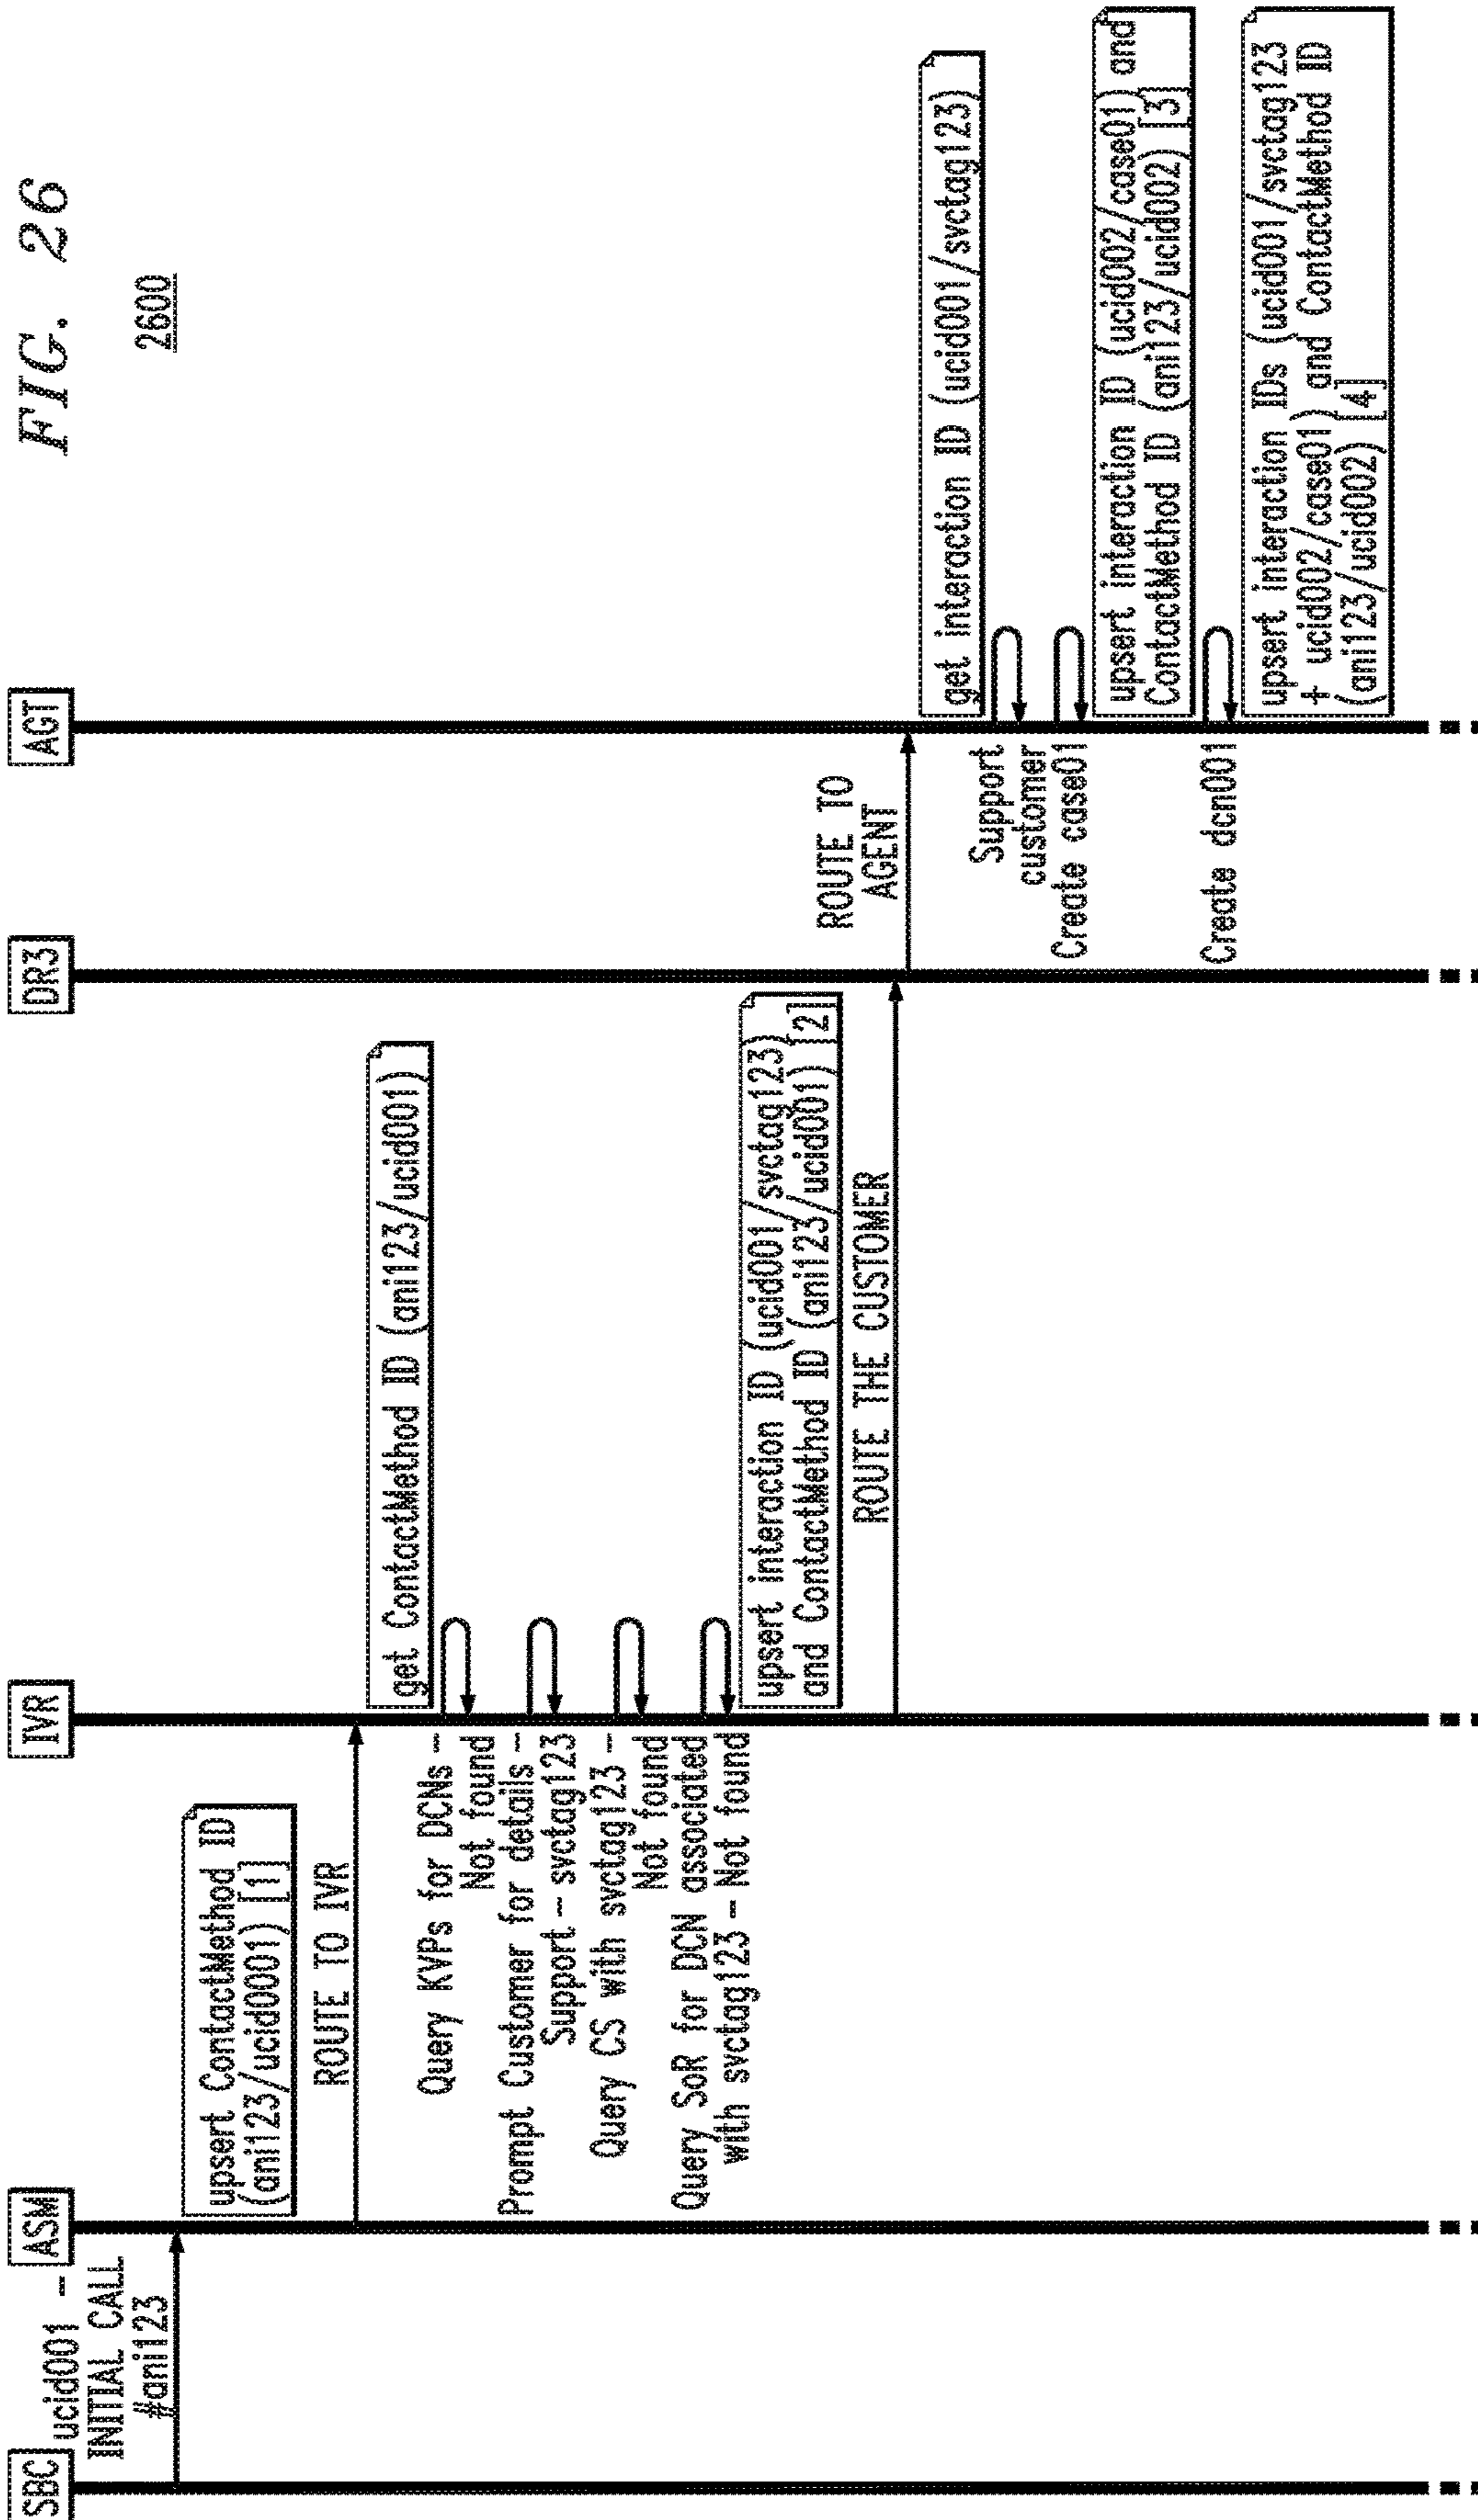 FIG. 26
2600
SBC
ASM
IVR
DR3
AGT
ucid001 -
INITIAL CALL
#ani123
upsert ContactMethod ID
(ani123/ucid0001) [1]
ROUTE TO IVR
get ContactMethod ID (ani123/ucid001)
Query KVPs for DCNs -
Not found
Prompt Customer for details -
Support - svctag123
Query CS with svctag123 -
Not found
Query SoR for DCN associated
with svctag123 - Not found
upsert interaction ID (ucid001/svctag123)
and ContactMethod ID (ani123/ucid001) [2]
ROUTE THE CUSTOMER
ROUTE TO
AGENT
get interaction ID (ucid001/svctag123)
Support
customer
Create case01
upsert interaction ID (ucid002/case01) and
ContactMethod ID (ani123/ucid002) [3]
Create dcn001
upsert interaction IDs (ucid001/svctag123
+ ucid002/case01) and ContactMethod ID
(ani123/ucid002) [4]